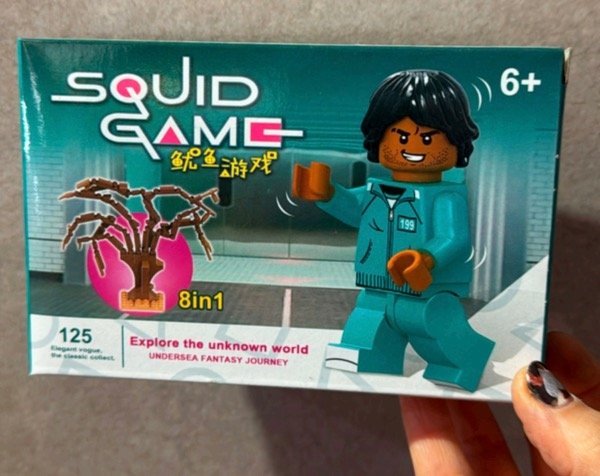 SQUID
GAME
6+
鱿鱼游戏
199
8in1
125
Elegant vogue,
the classic collect.
Explore the unknown world
UNDERSEA FANTASY JOURNEY